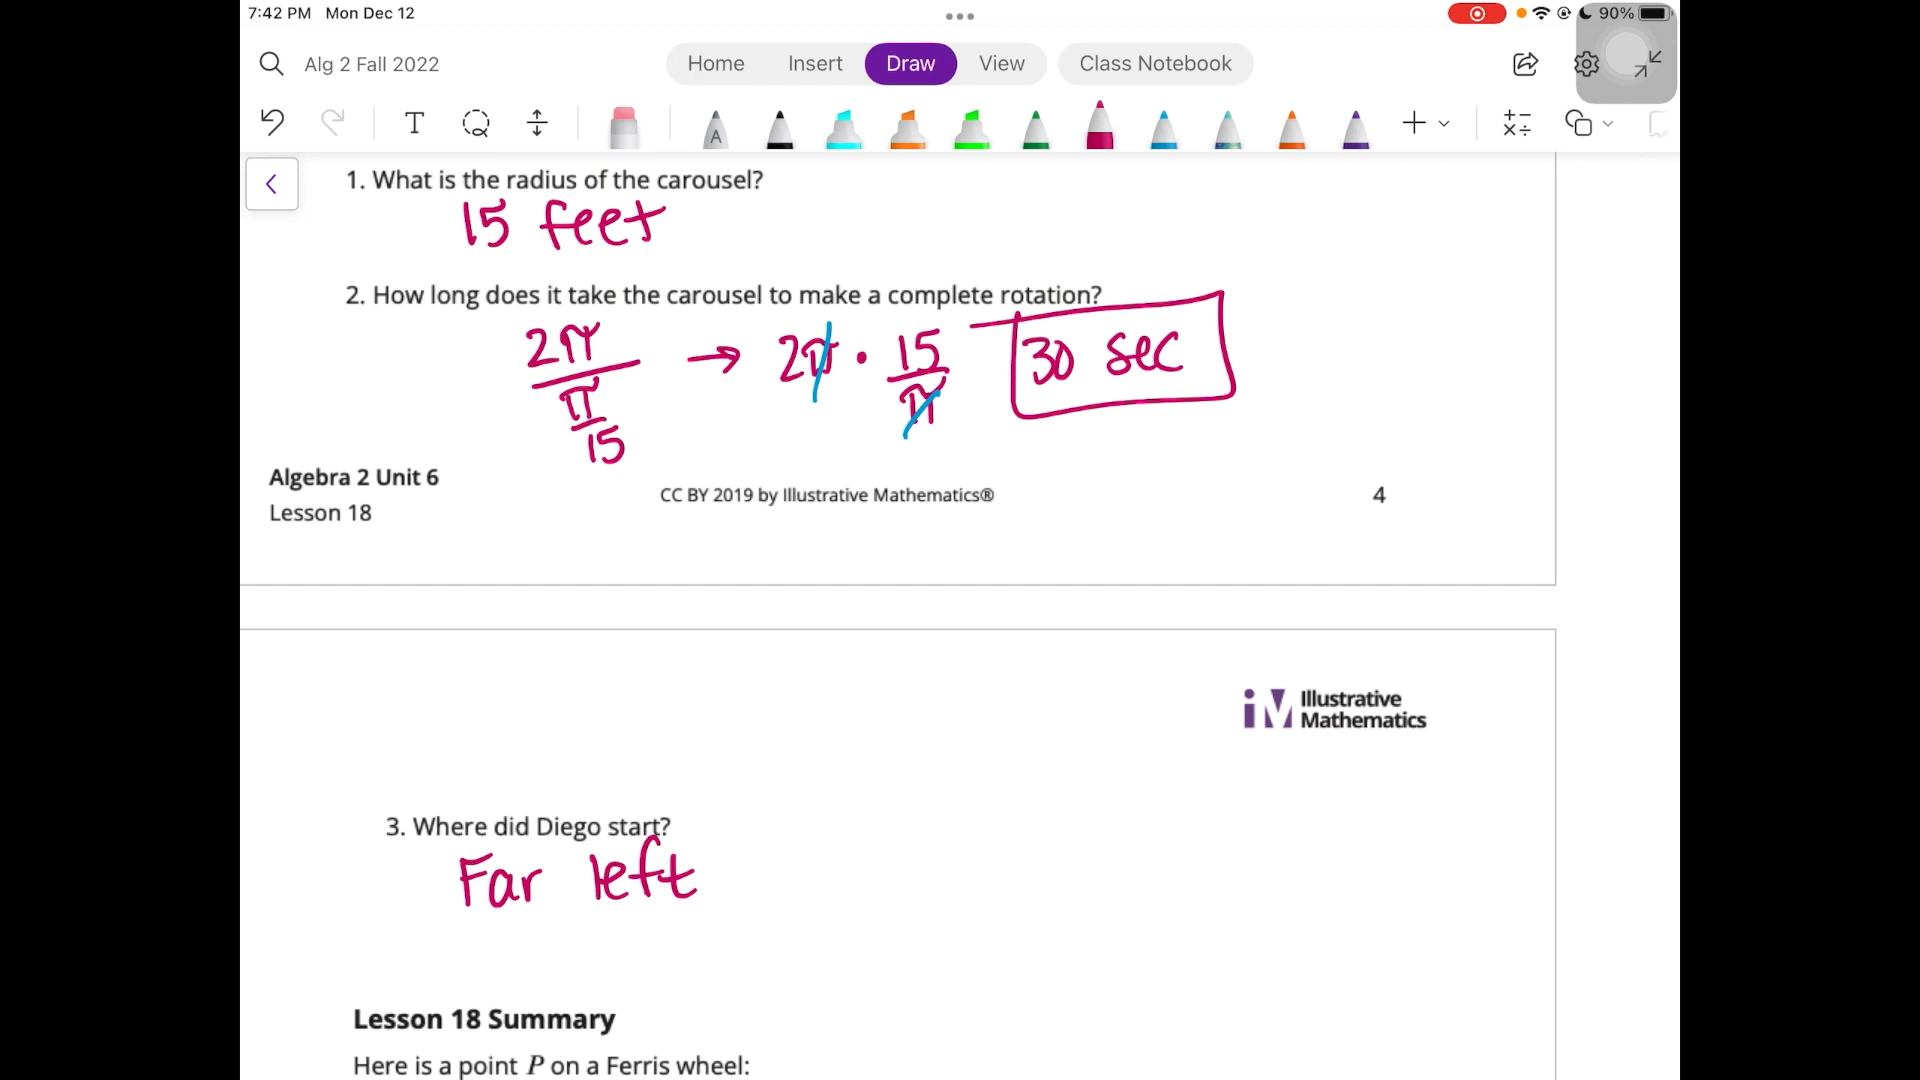 7:42 PM Mon Dec 12
90%
Alg 2 Fall 2022
Home Insert Draw View Class Notebook
T
A
1. What is the radius of the carousel?
15 feet
2. How long does it take the carousel to make a complete rotation?
2π/(π/15) → 2π · 15/π 30 sec
Algebra 2 Unit 6
Lesson 18
CC BY 2019 by Illustrative Mathematics®
4
Illustrative
Mathematics
3. Where did Diego start?
Far left
Lesson 18 Summary
Here is a point P on a Ferris wheel: